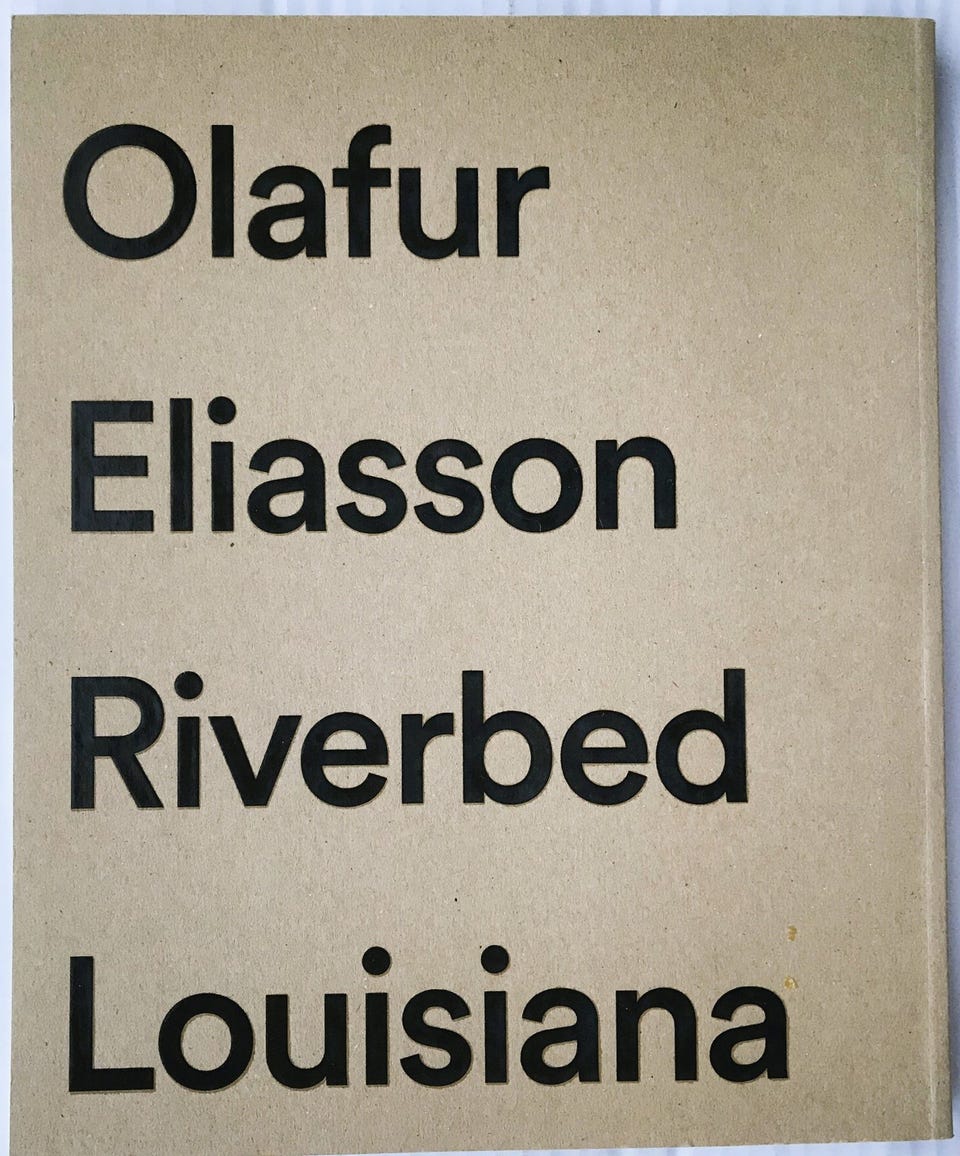 Olafur
Eliasson
Riverbed
Louisiana